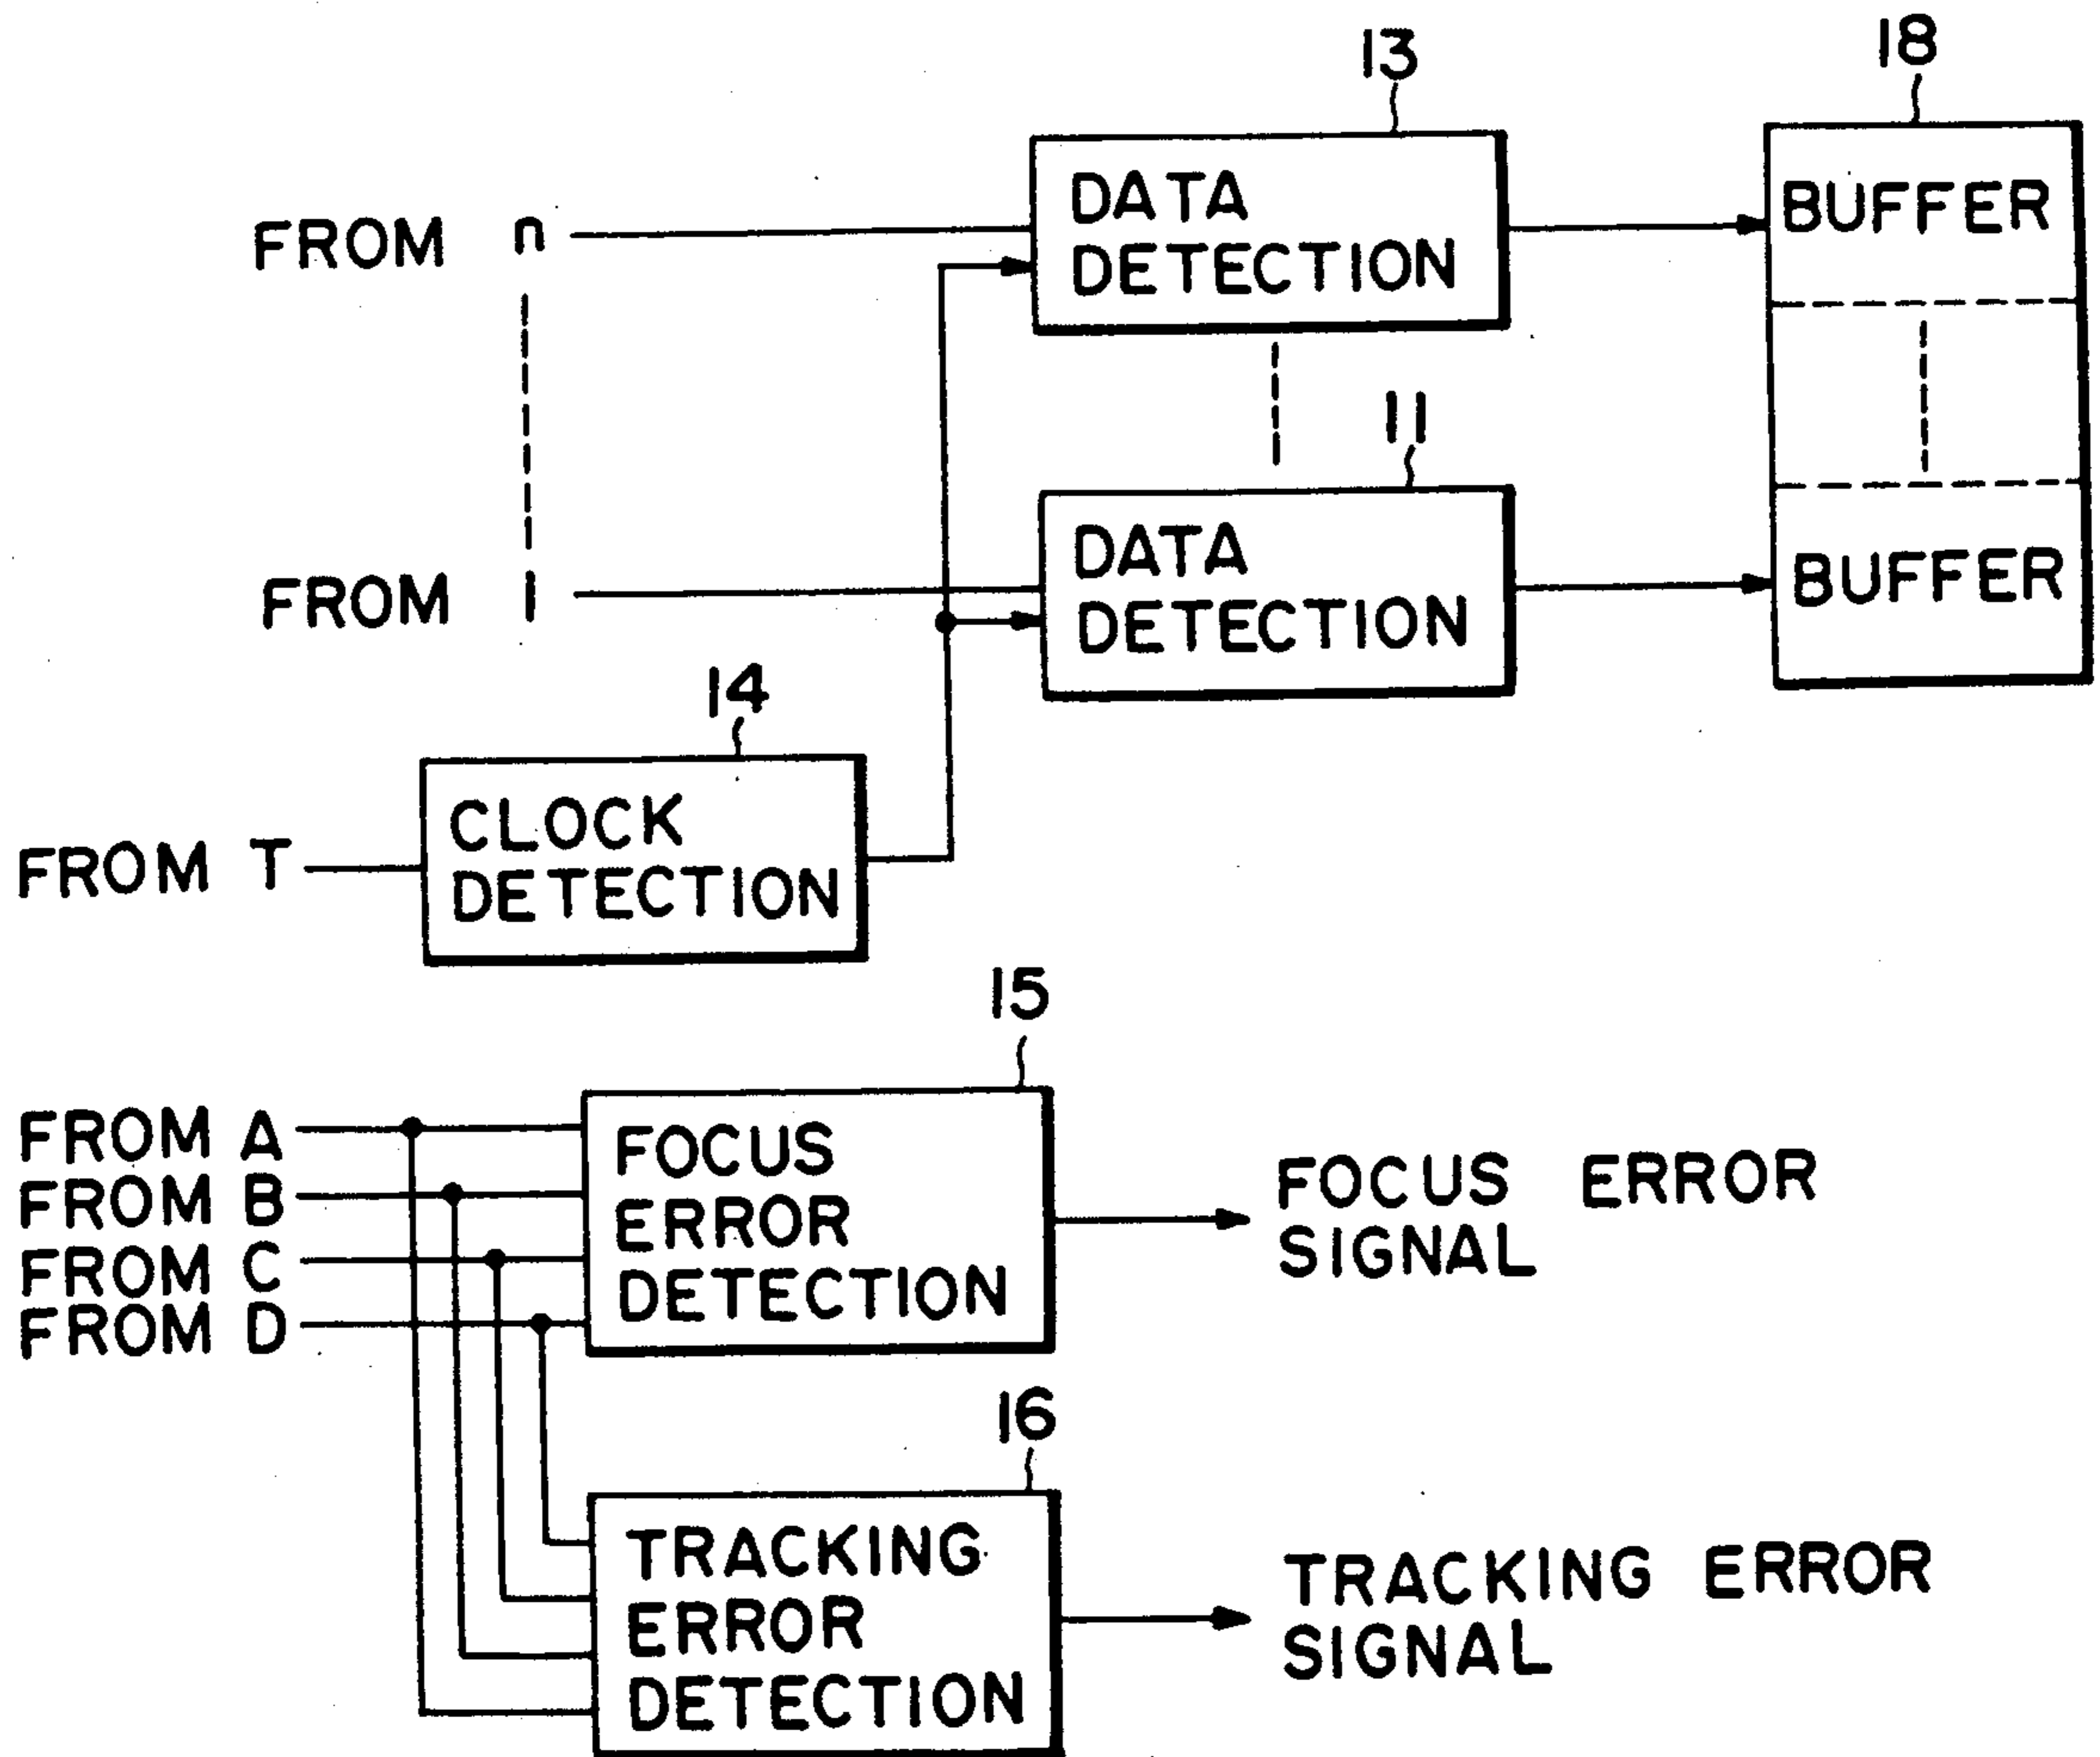 13
18
FROM n
DATA
DETECTION
BUFFER
11
FROM 1
DATA
DETECTION
BUFFER
14
FROM T
CLOCK
DETECTION
15
FROM A
FROM B
FROM C
FROM D
FOCUS
ERROR
DETECTION
FOCUS ERROR
SIGNAL
16
TRACKING
ERROR
DETECTION
TRACKING ERROR
SIGNAL